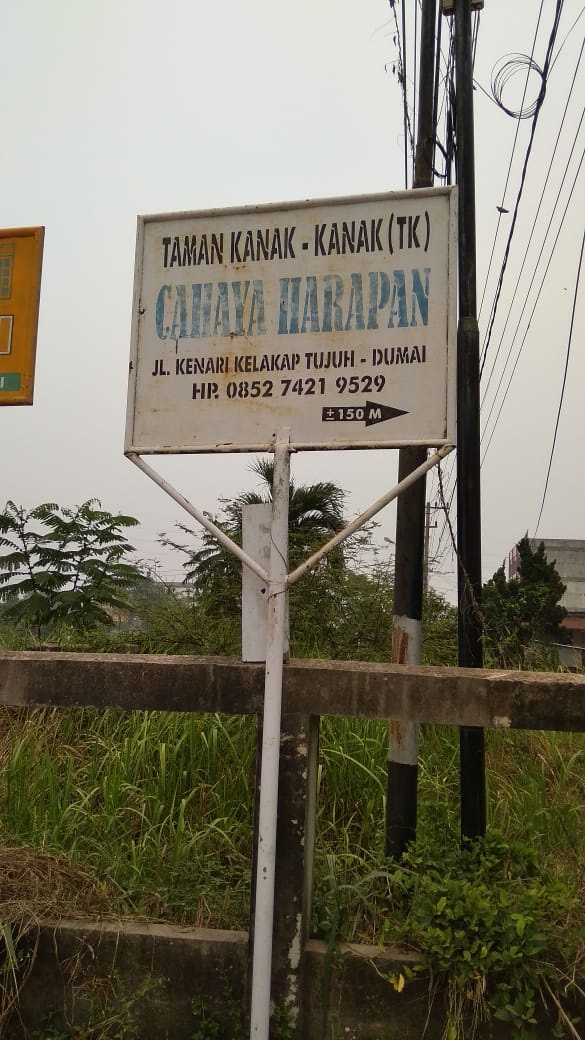 TAMAN KANAK - KANAK (TK)
CAHAYA HARAPAN
JL. KENARI KELAKAP TUJUH - DUMAI
HP. 0852 7421 9529
± 150 M